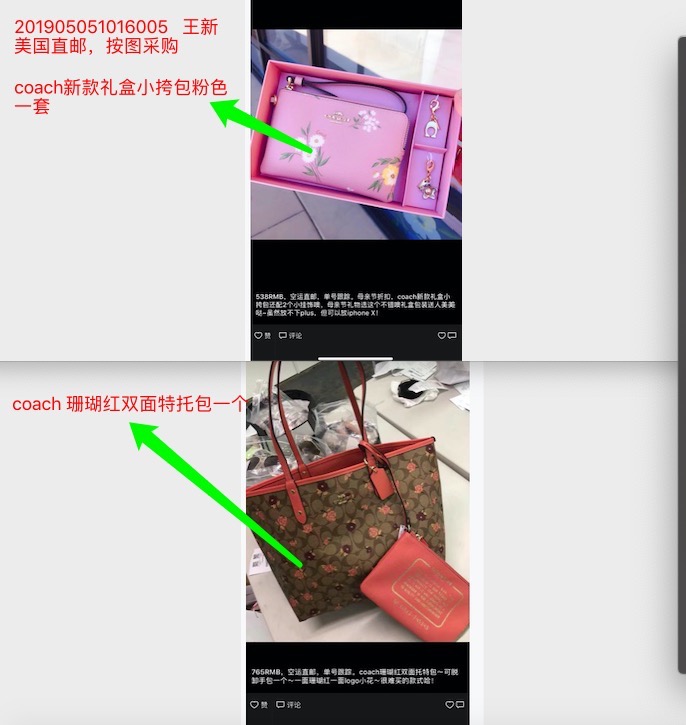 201905051016005 王新
美国直邮，按图采购
coach新款礼盒小挎包粉色
一套
COACH
538RMB，空运直邮，单号跟踪，母亲节折扣，coach新款礼盒小
挎包还配2个小挂饰噢，母亲节礼物选这个不错噢礼盒包装送人美美
哒~虽然放不下plus，但可以放iphone X！
赞 评论
coach 珊瑚红双面特托包一个
765RMB，空运直邮，单号跟踪，coach珊瑚红双面托特包～可脱
卸手包一个～一面珊瑚红一面logo小花～很难买的款式哈！
赞 评论